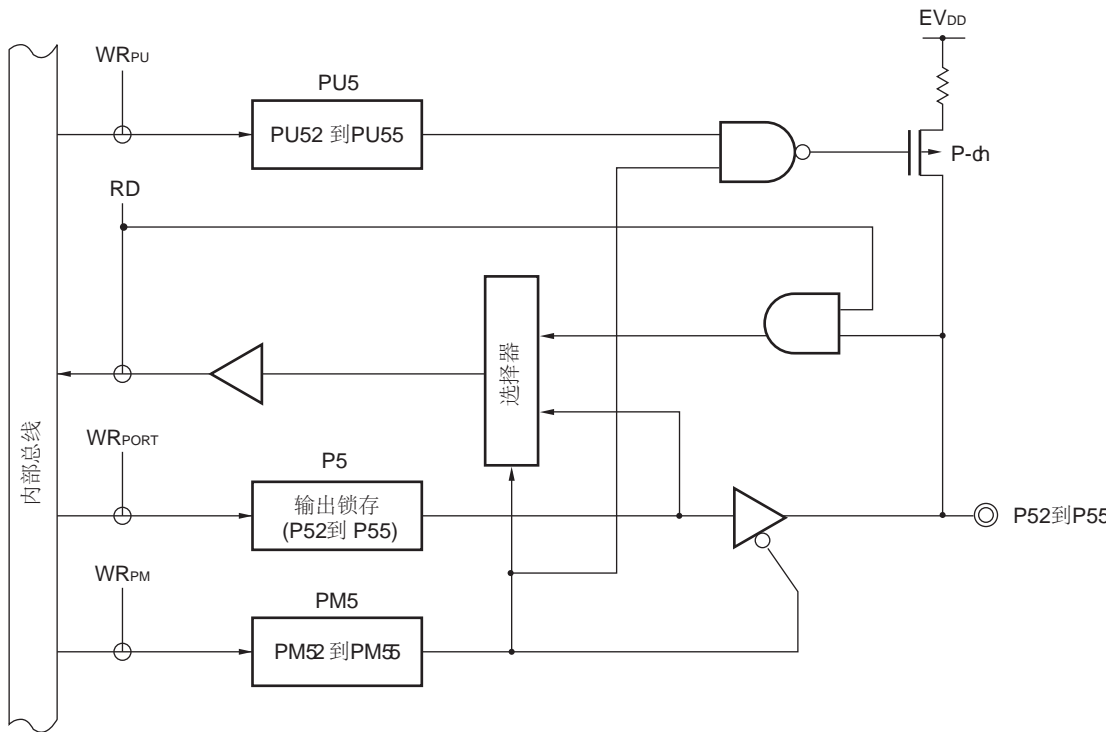 EVDD
WRPU
PU5
PU52 到PU55
P-ch
RD
选择器
内部总线
WRPORT
P5
输出锁存
(P52到 P55)
P52到P55
WRPM
PM5
PM52 到PM55